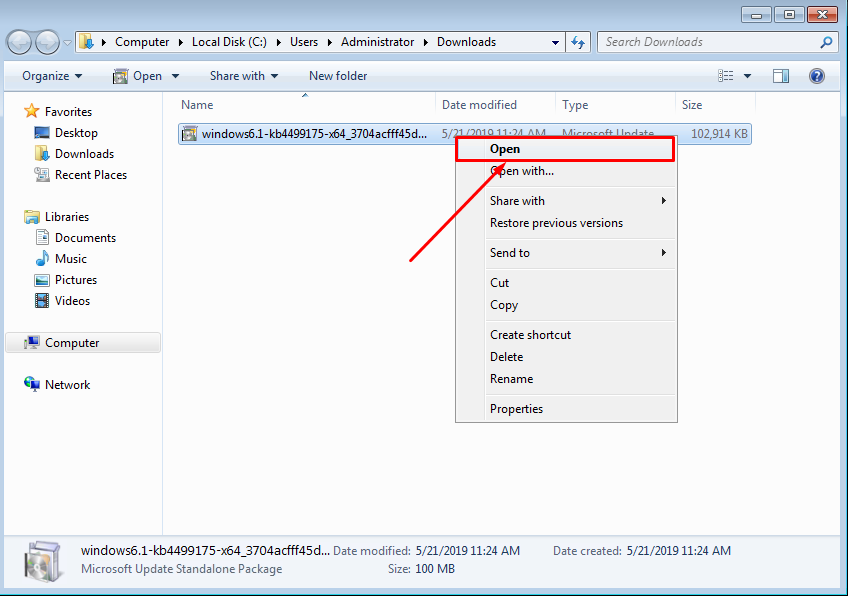 Computer Local Disk (C:) Users Administrator Downloads Search Downloads
Organize Open Share with New folder
Name Date modified Type Size
windows6.1-kb4499175-x64_3704acfff45d... 5/21/2019 11:24 AM Microsoft Update 102,914 KB
Favorites
Desktop
Downloads
Recent Places
Libraries
Documents
Music
Pictures
Videos
Computer
Network
Open
Open with...
Share with
Restore previous versions
Send to
Cut
Copy
Create shortcut
Delete
Rename
Properties
windows6.1-kb4499175-x64_3704acfff45d... Date modified: 5/21/2019 11:24 AM Date created: 5/21/2019 11:24 AM
Microsoft Update Standalone Package Size: 100 MB